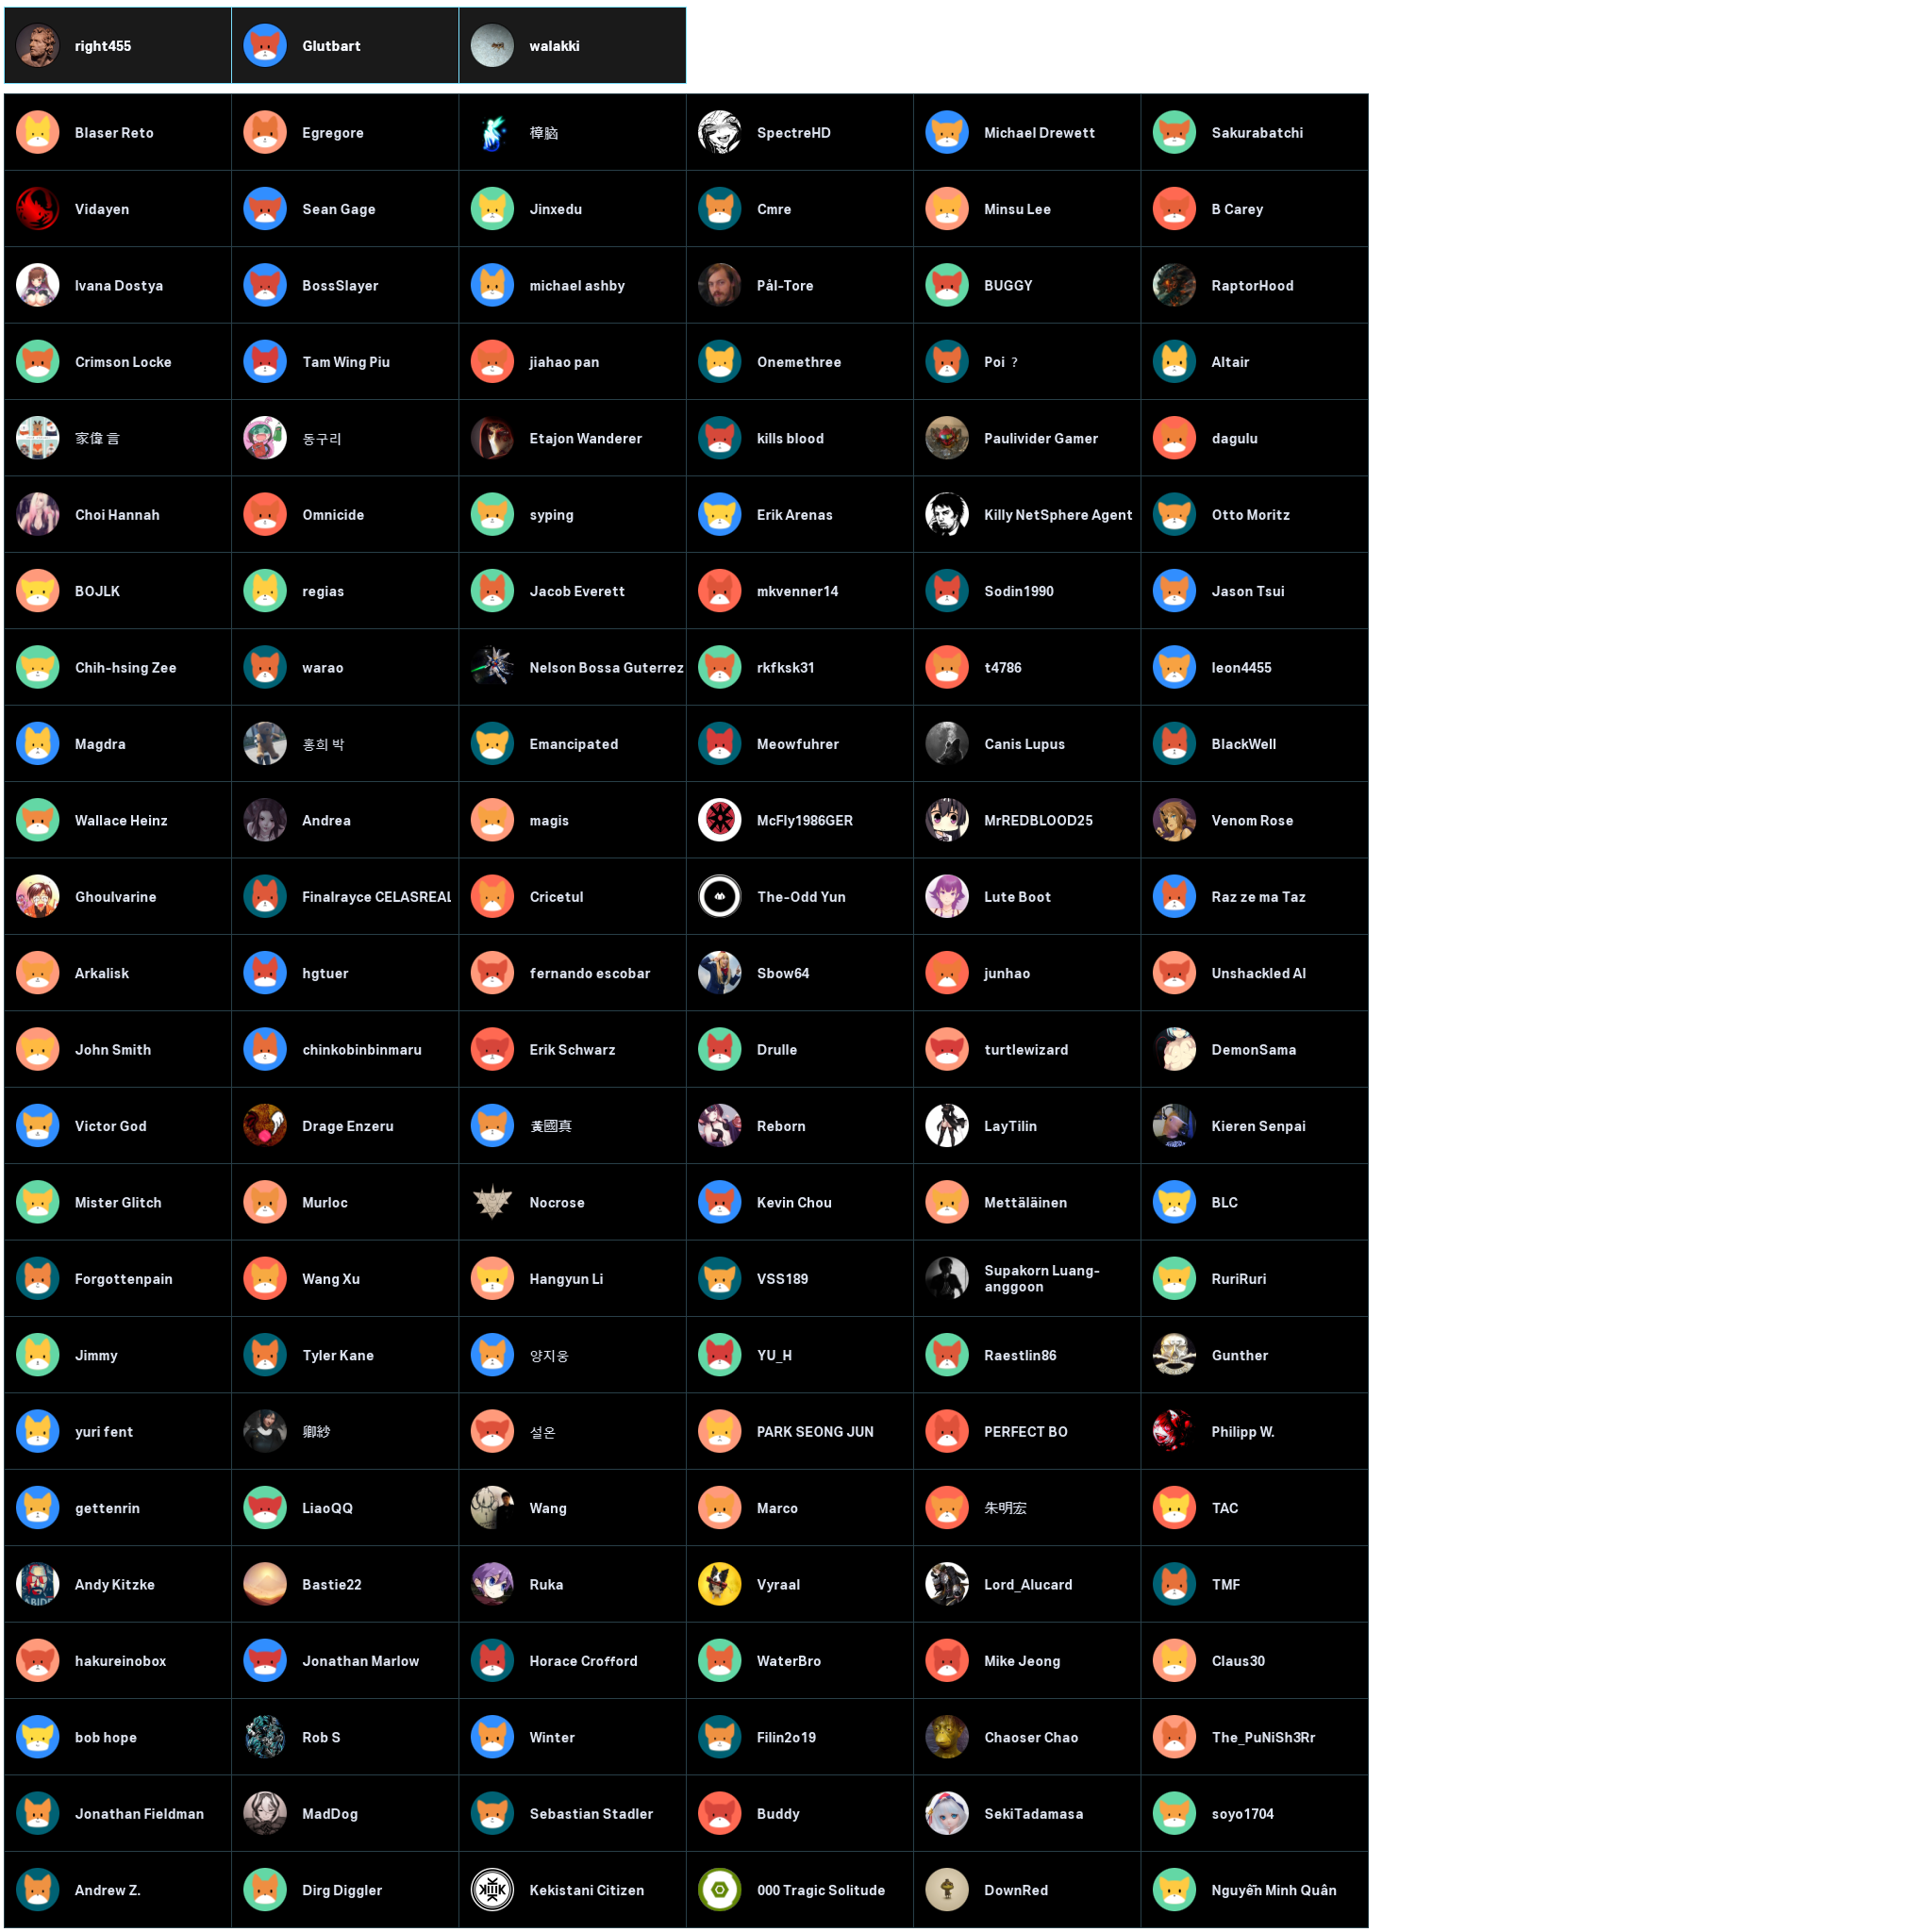 right455
Glutbart
walakki
Blaser Reto
Egregore
樟脑
SpectreHD
Michael Drewett
Sakurabatchi
Vidayen
Sean Gage
Jinxedu
Cmre
Minsu Lee
B Carey
Ivana Dostya
BossSlayer
michael ashby
Pål-Tore
BUGGY
RaptorHood
Crimson Locke
Tam Wing Piu
jiahao pan
Onemethree
Poi ？
Altair
家偉 言
동구리
Etajon Wanderer
kills blood
Paulivider Gamer
dagulu
Choi Hannah
Omnicide
syping
Erik Arenas
Killy NetSphere Agent
Otto Moritz
BOJLK
regias
Jacob Everett
mkvenner14
Sodin1990
Jason Tsui
Chih-hsing Zee
warao
Nelson Bossa Guterrez
rkfksk31
t4786
leon4455
Magdra
홍희 박
Emancipated
Meowfuhrer
Canis Lupus
BlackWell
Wallace Heinz
Andrea
magis
McFly1986GER
MrREDBLOOD25
Venom Rose
Ghoulvarine
Finalrayce CELASREAL
Cricetul
The-Odd Yun
Lute Boot
Raz ze ma Taz
Arkalisk
hgtuer
fernando escobar
Sbow64
junhao
Unshackled AI
John Smith
chinkobinbinmaru
Erik Schwarz
Drulle
turtlewizard
DemonSama
Victor God
Drage Enzeru
黃國真
Reborn
LayTilin
Kieren Senpai
Mister Glitch
Murloc
Nocrose
Kevin Chou
Mettäläinen
BLC
Forgottenpain
Wang Xu
Hangyun Li
VSS189
Supakorn Luang-
anggoon
RuriRuri
Jimmy
Tyler Kane
양지웅
YU_H
Raestlin86
Gunther
yuri fent
卿紗
설온
PARK SEONG JUN
PERFECT BO
Philipp W.
gettenrin
LiaoQQ
Wang
Marco
朱明宏
TAC
Andy Kitzke
Bastie22
Ruka
Vyraal
Lord_Alucard
TMF
hakureinobox
Jonathan Marlow
Horace Crofford
WaterBro
Mike Jeong
Claus30
bob hope
Rob S
Winter
Filin2o19
Chaoser Chao
The_PuNiSh3Rr
Jonathan Fieldman
MadDog
Sebastian Stadler
Buddy
SekiTadamasa
soyo1704
Andrew Z.
Dirg Diggler
Kekistani Citizen
000 Tragic Solitude
DownRed
Nguyễn Minh Quân